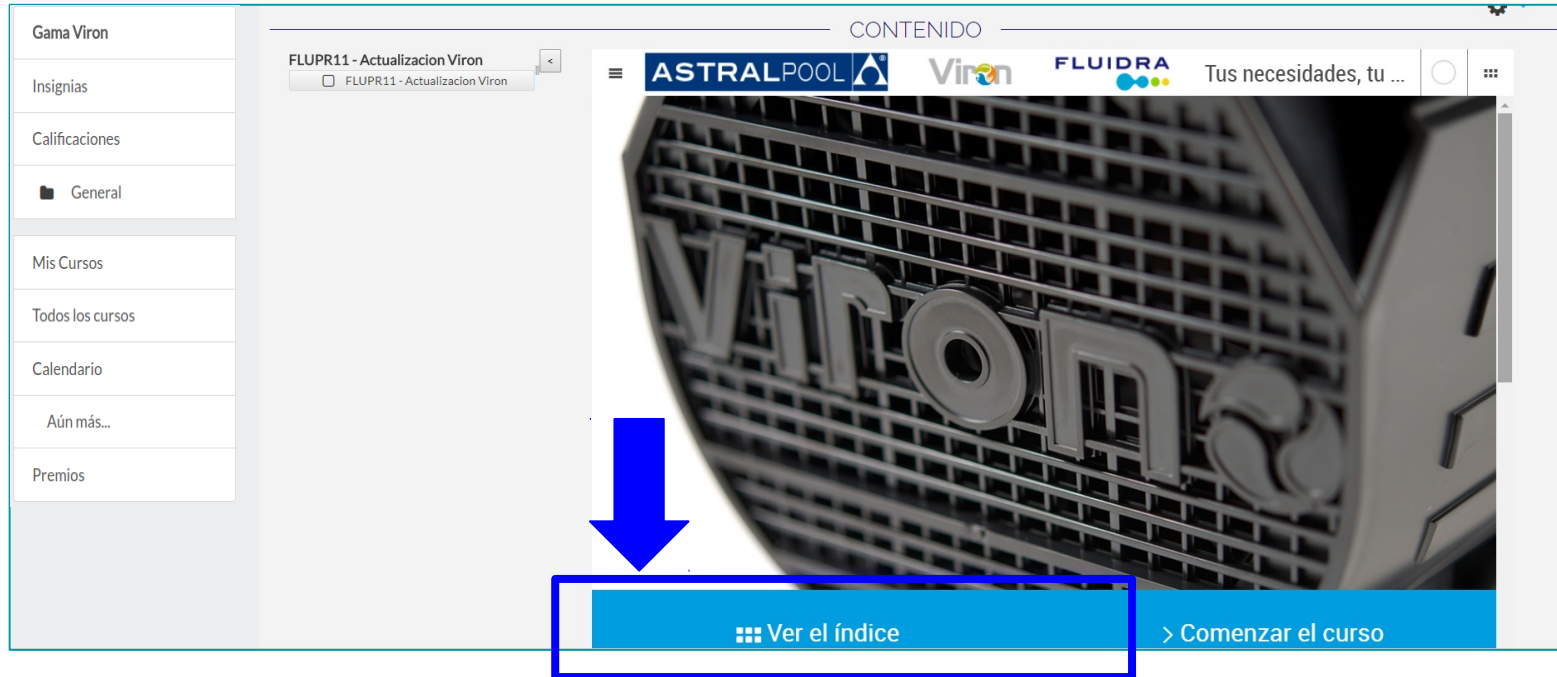 Gama Viron
Insignias
Calificaciones
General
Mis Cursos
Todos los cursos
Calendario
Aún más...
Premios
CONTENIDO
FLUPR11 - Actualizacion Viron
<
FLUPR11 - Actualizacion Viron
ASTRALPOOL
Viron
FLUIDRA
Tus necesidades, tu ...
Viron
Ver el índice
> Comenzar el curso